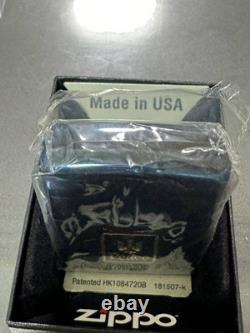 Made in USA
Patented HK1084720B 181507-k
zippo